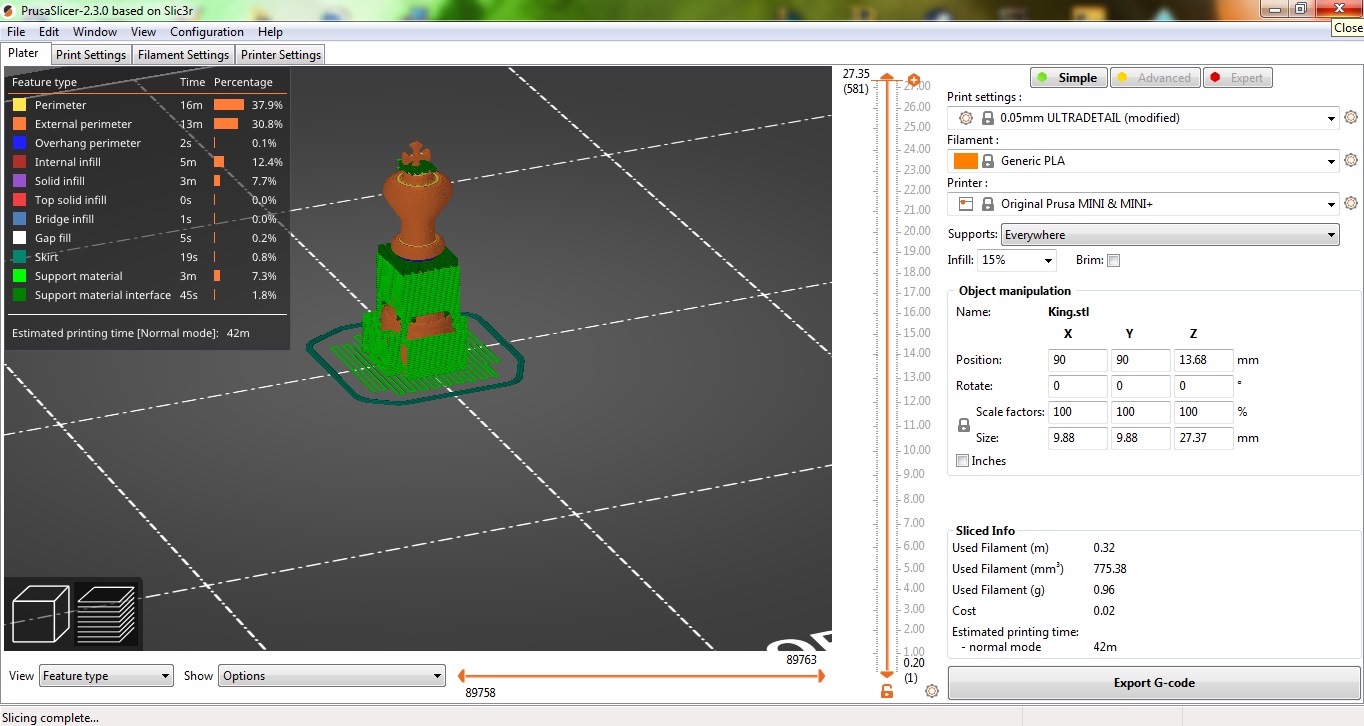 PrusaSlicer-2.3.0 based on Slic3r
Close
File Edit Window View Configuration Help
Plater Print Settings Filament Settings Printer Settings
Feature type Time Percentage
Perimeter 16m 37.9%
External perimeter 13m 30.8%
Overhang perimeter 2s 0.1%
Internal infill 5m 12.4%
Solid infill 3m 7.7%
Top solid infill 0s 0.0%
Bridge infill 1s 0.0%
Gap fill 5s 0.2%
Skirt 19s 0.8%
Support material 3m 7.3%
Support material interface 45s 1.8%
Estimated printing time [Normal mode]: 42m
27.35
(581)
27.00
26.00
25.00
24.00
23.00
22.00
21.00
20.00
19.00
18.00
17.00
16.00
15.00
14.00
13.00
12.00
11.00
10.00
9.00
8.00
7.00
6.00
5.00
4.00
3.00
2.00
1.00
0.20
(1)
Simple Advanced Expert
Print settings :
0.05mm ULTRADETAIL (modified)
Filament :
Generic PLA
Printer :
Original Prusa MINI & MINI+
Supports: Everywhere
Infill: 15% Brim:
Object manipulation
Name: King.stl
X Y Z
Position: 90 90 13.68 mm
Rotate: 0 0 0 °
Scale factors: 100 100 100 %
Size: 9.88 9.88 27.37 mm
Inches
Sliced Info
Used Filament (m) 0.32
Used Filament (mm³) 775.38
Used Filament (g) 0.96
Cost 0.02
Estimated printing time:
- normal mode 42m
Export G-code
View Feature type Show Options
89763
89758
Slicing complete...